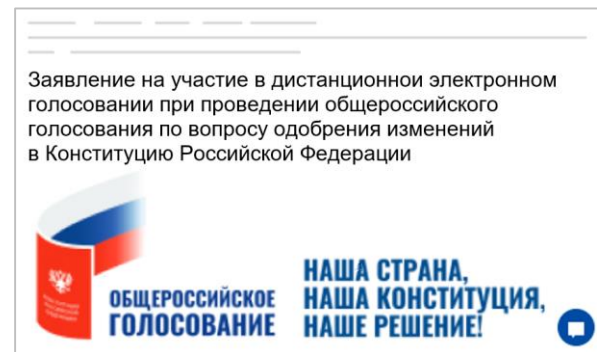 Заявление на участие в дистанционной электронном
голосовании при проведении общероссийского
голосования по вопросу одобрения изменений
в Конституцию Российской Федерации
НАША СТРАНА,
ОБЩЕРОССИЙСКОЕ НАША КОНСТИТУЦИЯ,
ГОЛОСОВАНИЕ НАШЕ РЕШЕНИЕ!